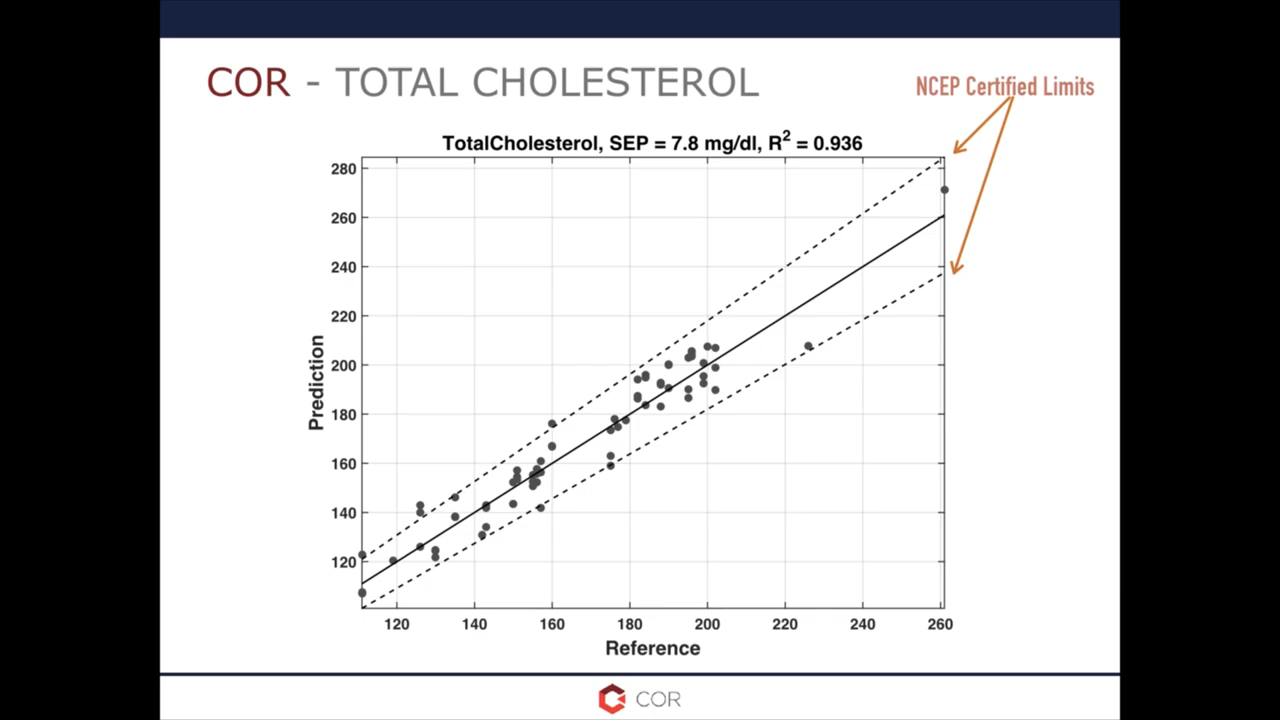 COR - TOTAL CHOLESTEROL
NCEP Certified Limits
TotalCholesterol, SEP = 7.8 mg/dl, R² = 0.936
280
260
240
220
200
180
160
140
120
Prediction
120 140 160 180 200 220 240 260
Reference
COR